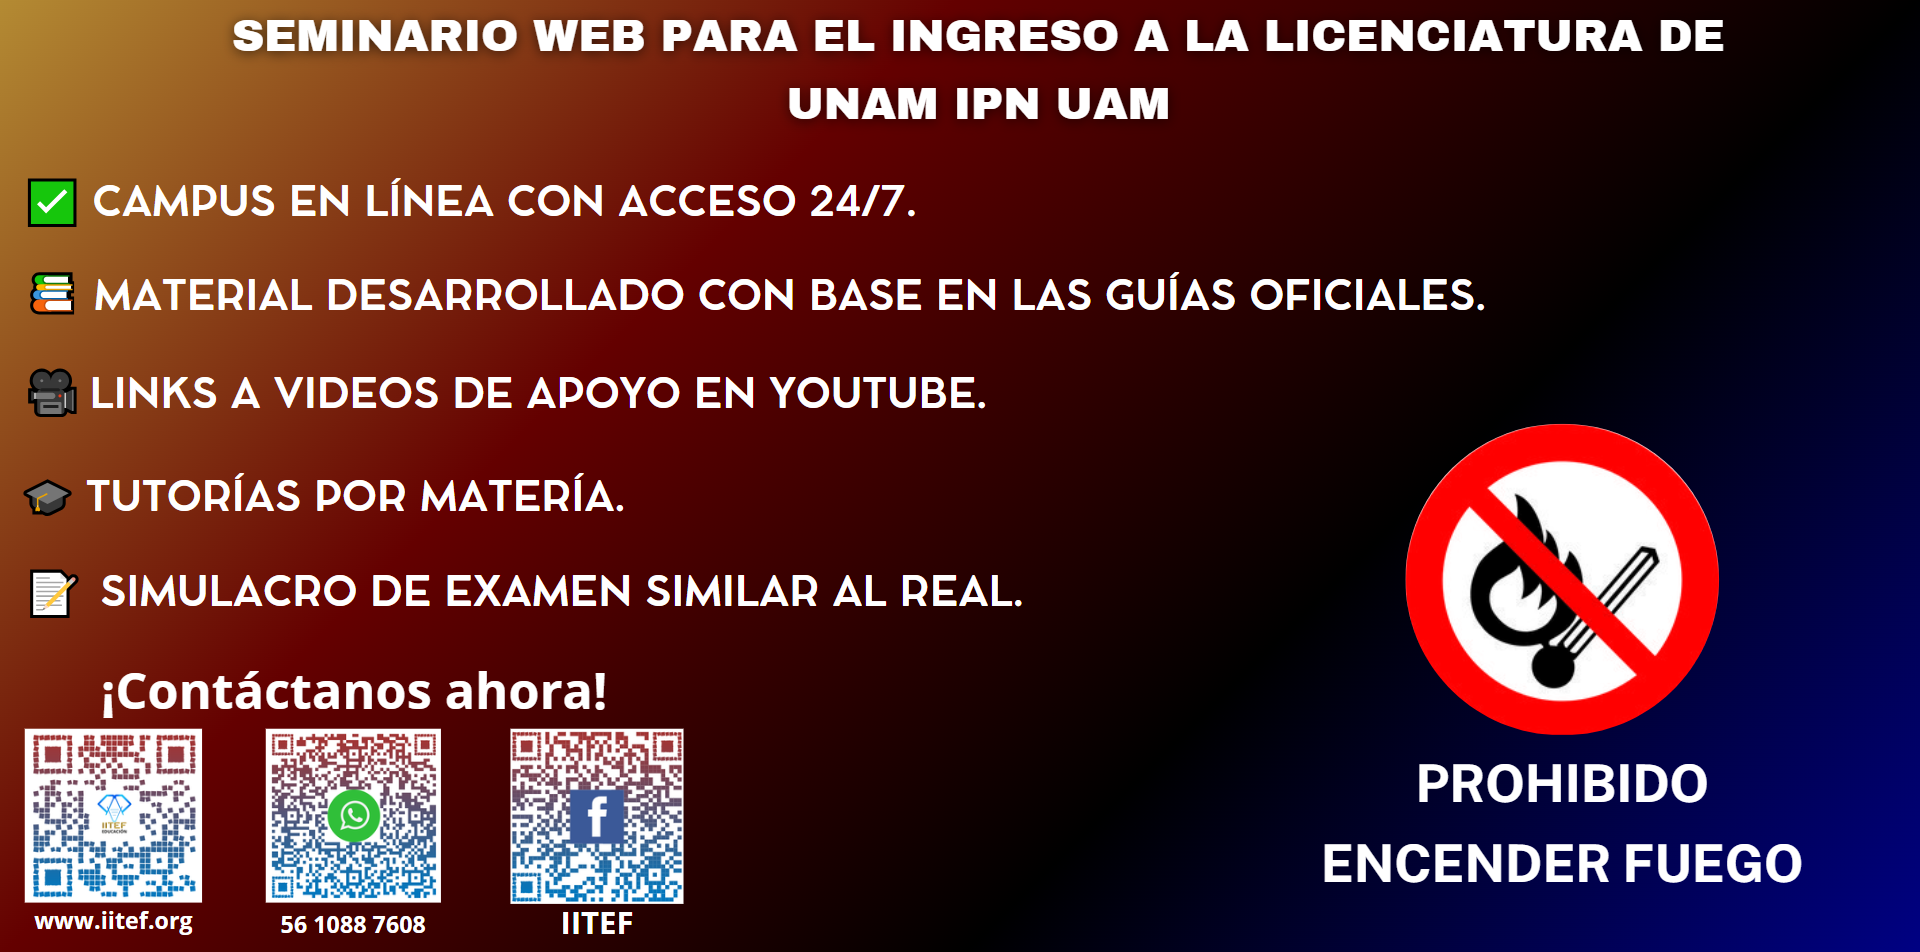 SEMINARIO WEB PARA EL INGRESO A LA LICENCIATURA DE
UNAM IPN UAM
CAMPUS EN LÍNEA CON ACCESO 24/7.
MATERIAL DESARROLLADO CON BASE EN LAS GUÍAS OFICIALES.
LINKS A VIDEOS DE APOYO EN YOUTUBE.
TUTORÍAS POR MATERÍA.
SIMULACRO DE EXAMEN SIMILAR AL REAL.
¡Contáctanos ahora!
IITEF
EDUCACIÓN
www.iitef.org
56 1088 7608
IITEF
PROHIBIDO
ENCENDER FUEGO